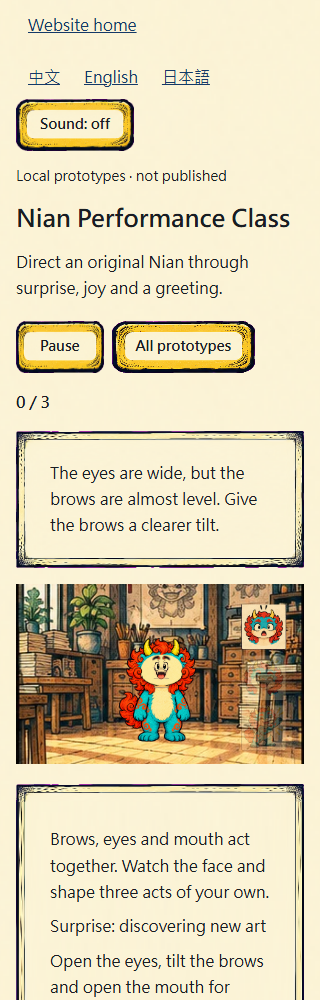 Website home
中文 English 日本語
Sound: off
Local prototypes · not published
Nian Performance Class
Direct an original Nian through
surprise, joy and a greeting.
Pause All prototypes
0 / 3
The eyes are wide, but the
brows are almost level. Give
the brows a clearer tilt.
Brows, eyes and mouth act
together. Watch the face and
shape three acts of your own.
Surprise: discovering new art
Open the eyes, tilt the brows
and open the mouth for